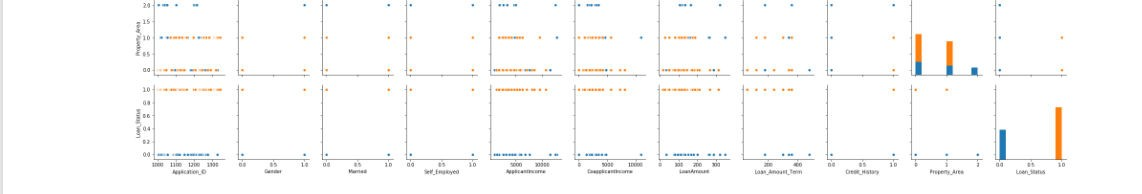 2.0
1.5
1.0
0.5
0.0
Property_Area
1.0
0.8
0.6
0.4
0.2
0.0
Loan_Status
1000 1100 1200 1300 0.0 0.5 1.0 0.0 0.5 1.0 0.0 0.5 1.0 5000 10000 0 5000 10000 0 100 200 300 200 400 0.0 0.5 1.0 0 1 2 0.0 0.5 1.0
Application_ID Gender Married Self_Employed ApplicantIncome CoapplicantIncome LoanAmount Loan_Amount_Term Credit_History Property_Area Loan_Status